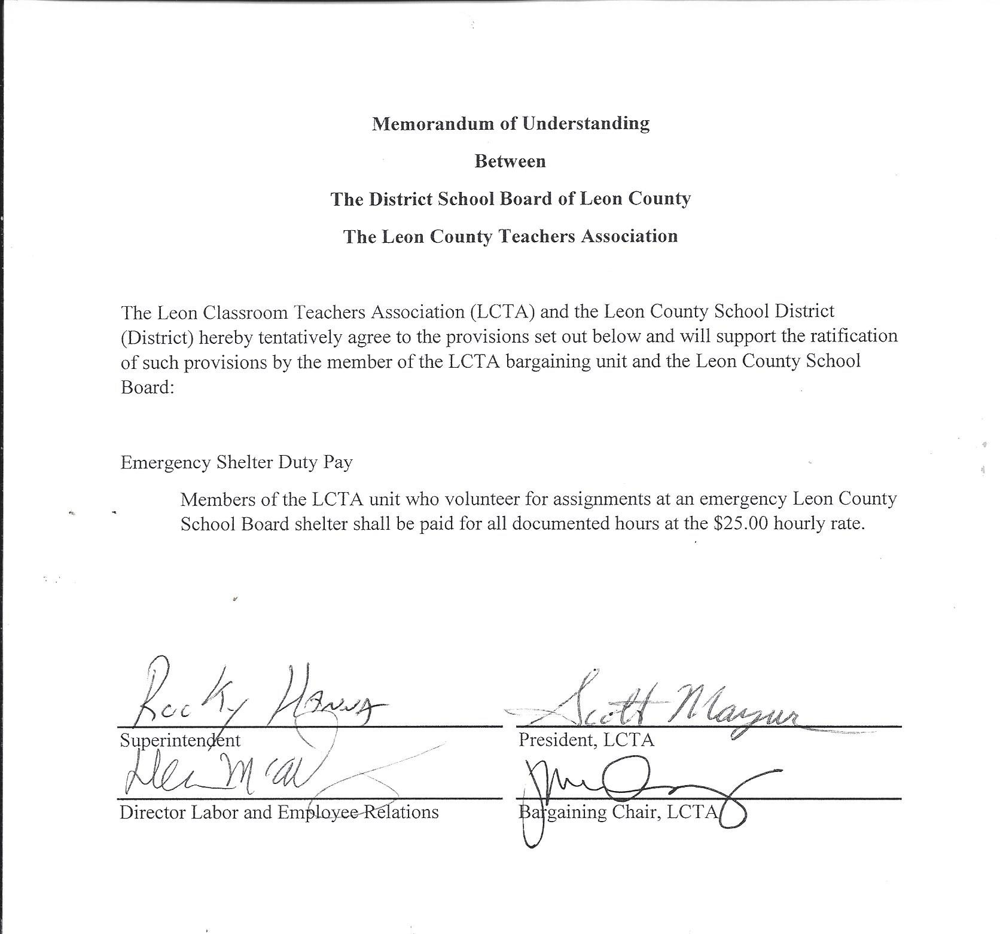 Memorandum of Understanding
Between
The District School Board of Leon County
The Leon County Teachers Association
The Leon Classroom Teachers Association (LCTA) and the Leon County School District
(District) hereby tentatively agree to the provisions set out below and will support the ratification
of such provisions by the member of the LCTA bargaining unit and the Leon County School
Board:
Emergency Shelter Duty Pay
Members of the LCTA unit who volunteer for assignments at an emergency Leon County
School Board shelter shall be paid for all documented hours at the $25.00 hourly rate.
Rocky Hanna
Scott Mazur
Superintendent
President, LCTA
Director Labor and Employee Relations
Bargaining Chair, LCTA